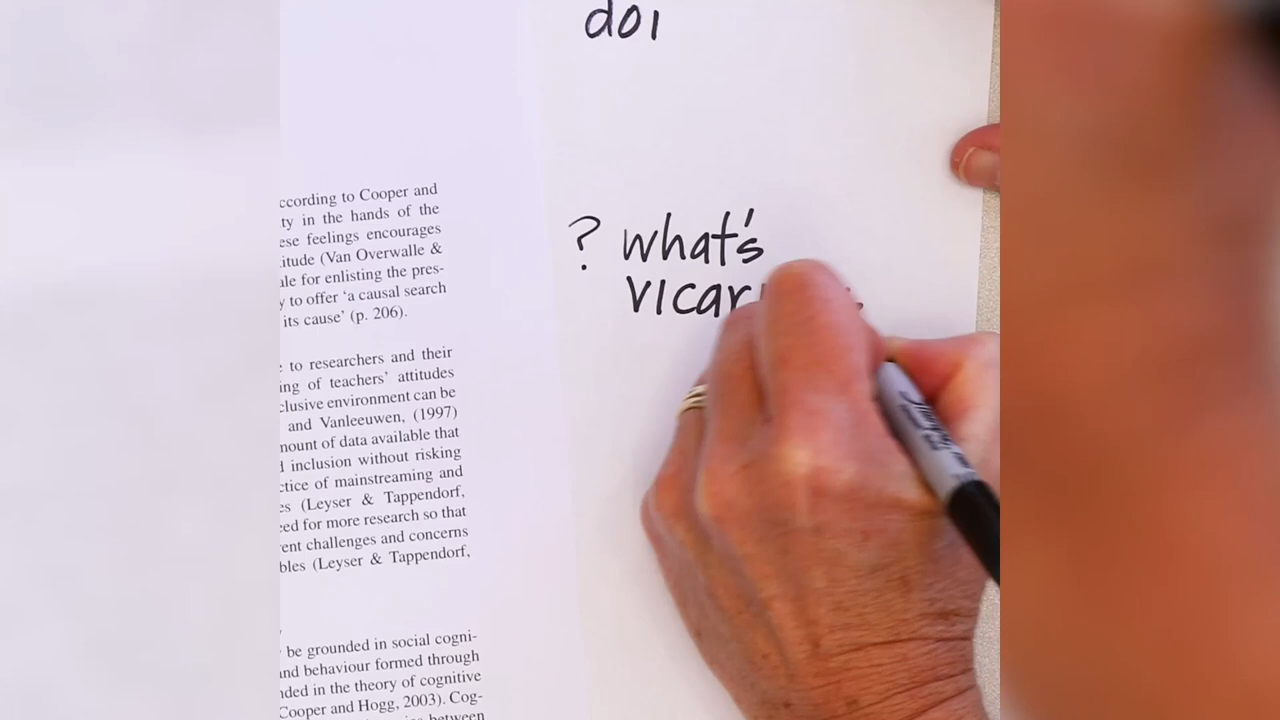 doi
? what's
ccording to Cooper and
ty in the hands of the
ese feelings encourages
itude (Van Overwalle &
ale for enlisting the pres-
y to offer ‘a causal search
its cause’ (p. 206).
to researchers and their
ing of teachers’ attitudes
clusive environment can be
and Vanleeuwen, (1997)
mount of data available that
inclusion without risking
ctice of mainstreaming and
es (Leyser & Tappendorf,
eed for more research so that
rent challenges and concerns
bles (Leyser & Tappendorf,
be grounded in social cogni-
and behaviour formed through
nded in the theory of cognitive
Cooper and Hogg, 2003). Cog-
between